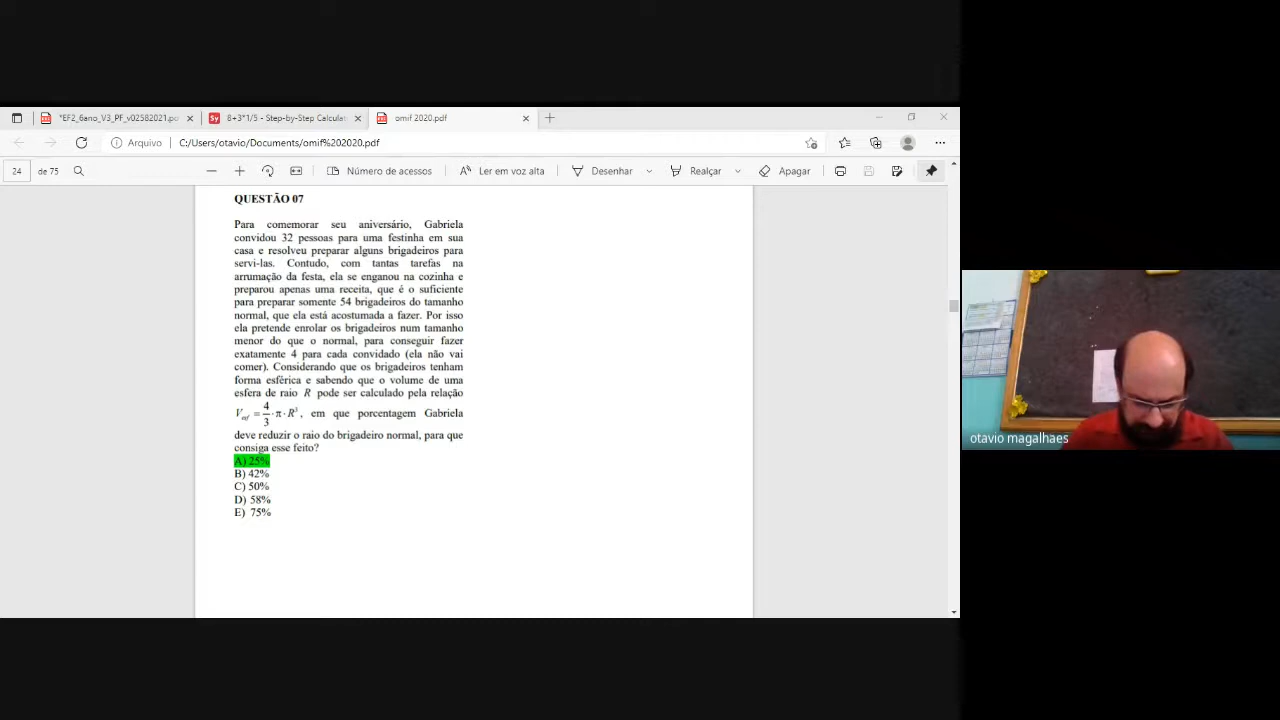 *EF2_6ano_V3_PF_v02582021.po
8+3*1/5 - Step-by-Step Calculat
omif 2020.pdf
Arquivo
C:/Users/otavio/Documents/omif%202020.pdf
24
de 75
Número de acessos
Ler em voz alta
Desenhar
Realçar
Apagar
QUESTÃO 07
Para comemorar seu aniversário, Gabriela
convidou 32 pessoas para uma festinha em sua
casa e resolveu preparar alguns brigadeiros para
servi-las. Contudo, com tantas tarefas na
arrumação da festa, ela se enganou na cozinha e
preparou apenas uma receita, que é o suficiente
para preparar somente 54 brigadeiros do tamanho
normal, que ela está acostumada a fazer. Por isso
ela pretende enrolar os brigadeiros num tamanho
menor do que o normal, para conseguir fazer
exatamente 4 para cada convidado (ela não vai
comer). Considerando que os brigadeiros tenham
forma esférica e sabendo que o volume de uma
esfera de raio R pode ser calculado pela relação
V_esf = 4/3 · π · R³, em que porcentagem Gabriela
deve reduzir o raio do brigadeiro normal, para que
consiga esse feito?
A) 25%
B) 42%
C) 50%
D) 58%
E) 75%
otavio magalhaes